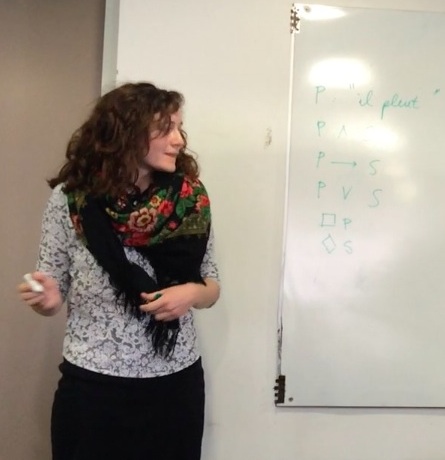 P : "il pleut"
P ∧ S
P → S
P ∨ S
□ P
◇ S